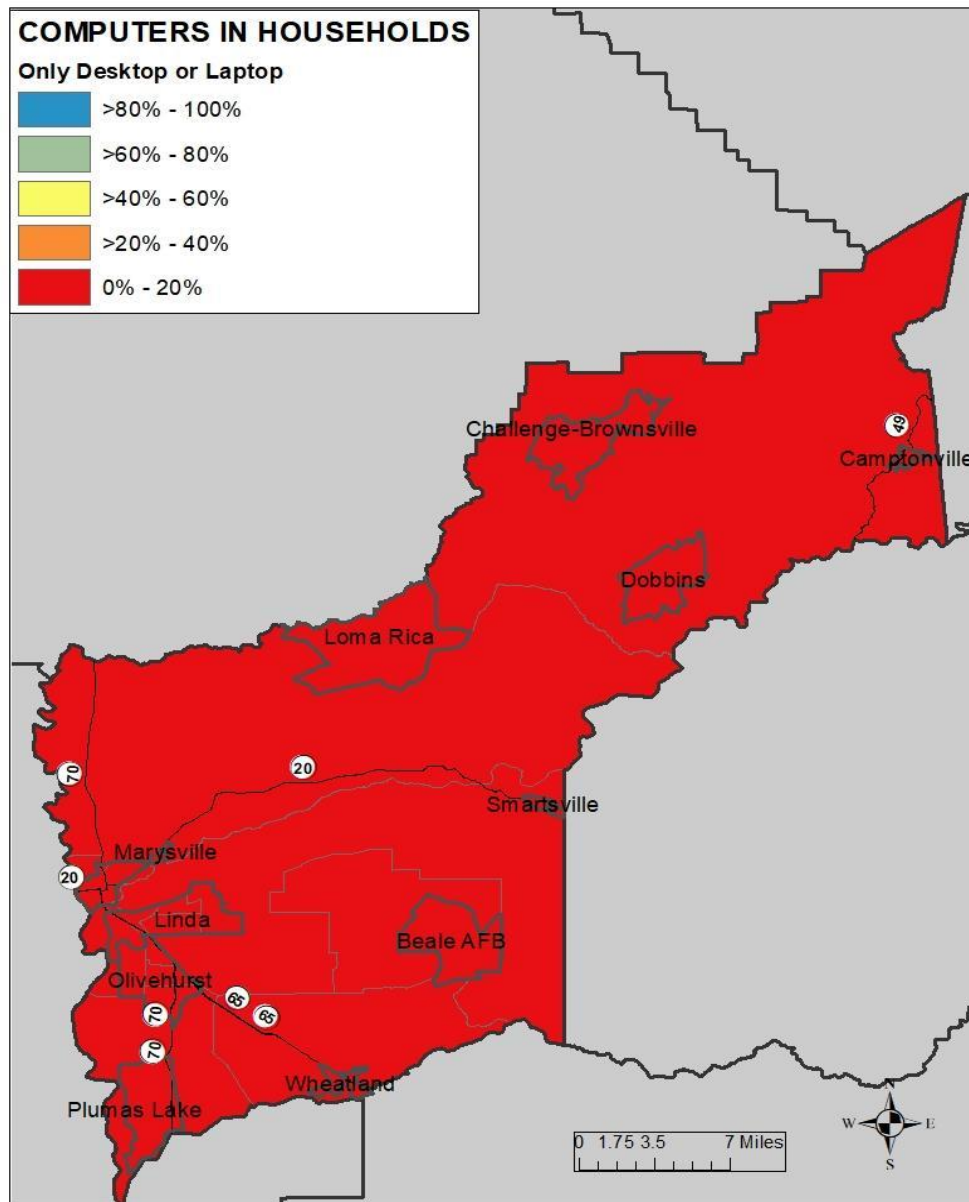 COMPUTERS IN HOUSEHOLDS
Only Desktop or Laptop
>80% - 100%
>60% - 80%
>40% - 60%
>20% - 40%
0% - 20%
49
Challenge-Brownsville
Camptonville
Dobbins
Loma Rica
20
70
Smartsville
Marysville
20
Linda
Beale AFB
Olivehurst
65
70
65
70
Wheatland
Plumas Lake
N
W E
S
0 1.75 3.5 7 Miles